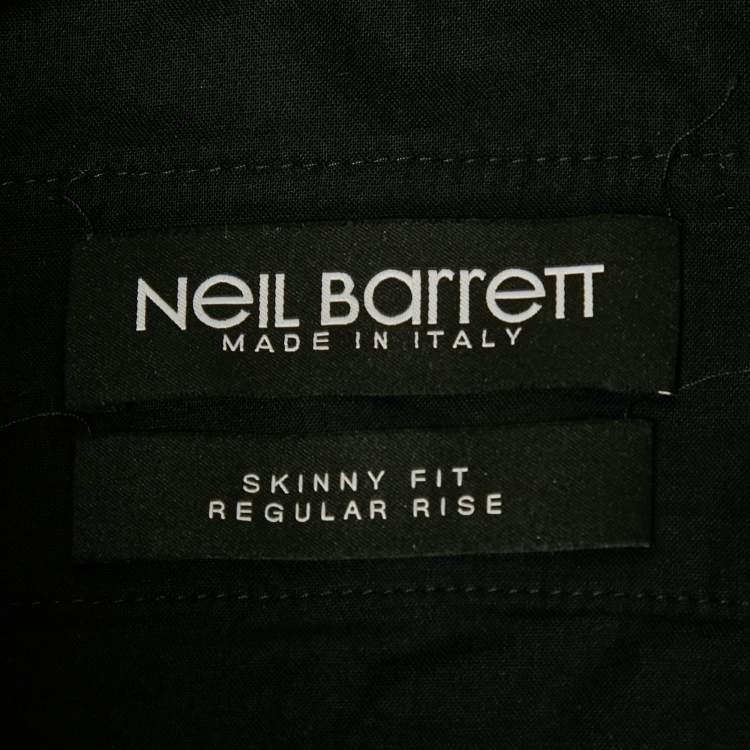 NeIL Barrett
MADE IN ITALY
SKINNY FIT
REGULAR RISE